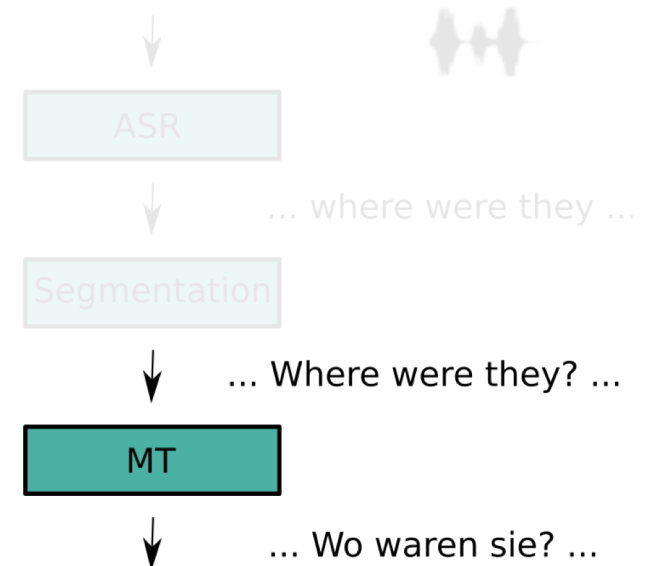 ASR
... where were they ...
Segmentation
... Where were they? ...
MT
... Wo waren sie? ...